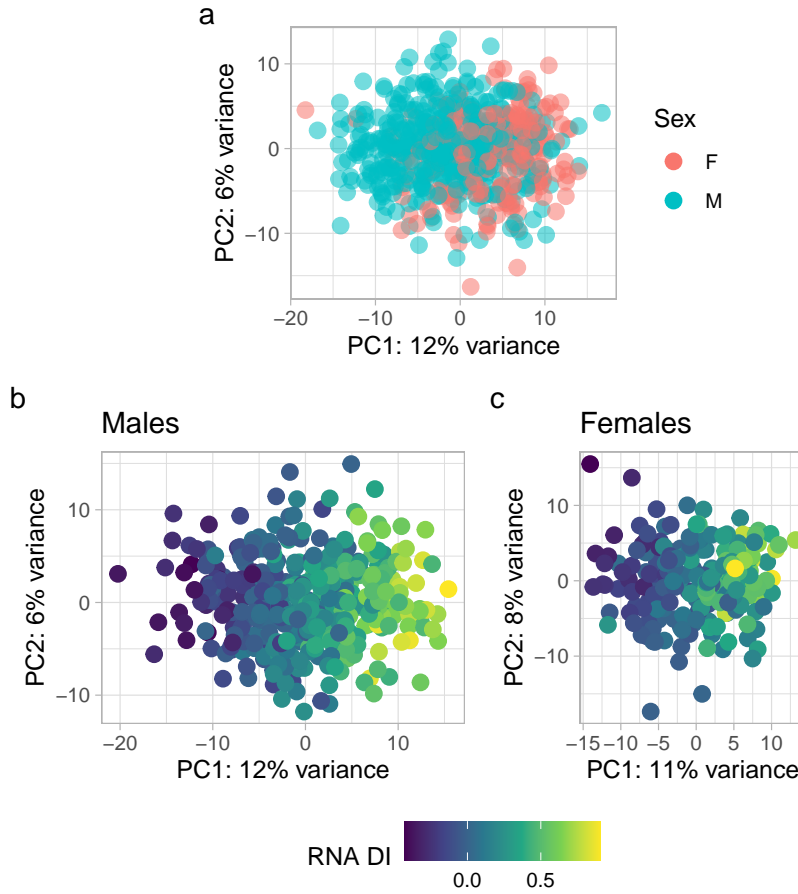 a
10
0
−10
−20
−10
0
10
PC2: 6% variance
PC1: 12% variance
Sex
F
M
b
Males
10
0
−10
−20
−10
0
10
PC2: 6% variance
PC1: 12% variance
c
Females
10
0
−10
−15
−10
−5
0
5
10
PC2: 8% variance
PC1: 11% variance
RNA DI
0.0
0.5